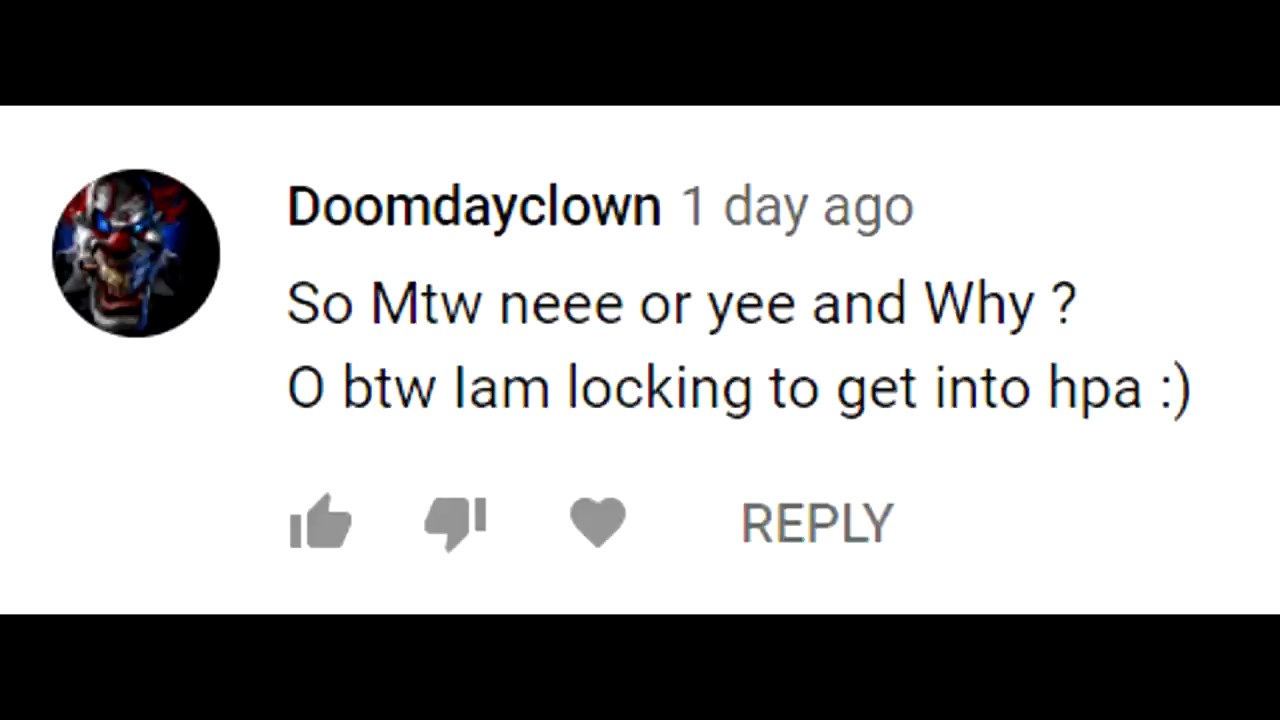 Doomdayclown 1 day ago
So Mtw neee or yee and Why ?
O btw Iam locking to get into hpa :)
REPLY